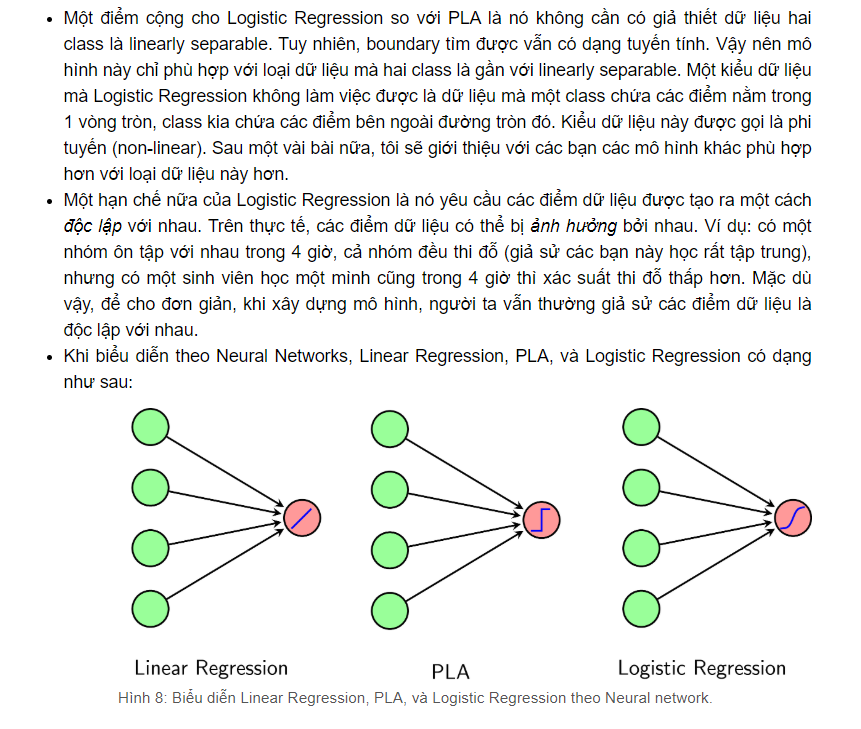 Một điểm cộng cho Logistic Regression so với PLA là nó không cần có giả thiết dữ liệu hai
class là linearly separable. Tuy nhiên, boundary tìm được vẫn có dạng tuyến tính. Vậy nên mô
hình này chỉ phù hợp với loại dữ liệu mà hai class là gần với linearly separable. Một kiểu dữ liệu
mà Logistic Regression không làm việc được là dữ liệu mà một class chứa các điểm nằm trong
1 vòng tròn, class kia chứa các điểm bên ngoài đường tròn đó. Kiểu dữ liệu này được gọi là phi
tuyến (non-linear). Sau một vài bài nữa, tôi sẽ giới thiệu với các bạn các mô hình khác phù hợp
hơn với loại dữ liệu này hơn.
Một hạn chế nữa của Logistic Regression là nó yêu cầu các điểm dữ liệu được tạo ra một cách
độc lập với nhau. Trên thực tế, các điểm dữ liệu có thể bị ảnh hưởng bởi nhau. Ví dụ: có một
nhóm ôn tập với nhau trong 4 giờ, cả nhóm đều thi đỗ (giả sử các bạn này học rất tập trung),
nhưng có một sinh viên học một mình cũng trong 4 giờ thì xác suất thi đỗ thấp hơn. Mặc dù
vậy, để cho đơn giản, khi xây dựng mô hình, người ta vẫn thường giả sử các điểm dữ liệu là
độc lập với nhau.
Khi biểu diễn theo Neural Networks, Linear Regression, PLA, và Logistic Regression có dạng
như sau:
Linear Regression
PLA
Logistic Regression
Hình 8: Biểu diễn Linear Regression, PLA, và Logistic Regression theo Neural network.